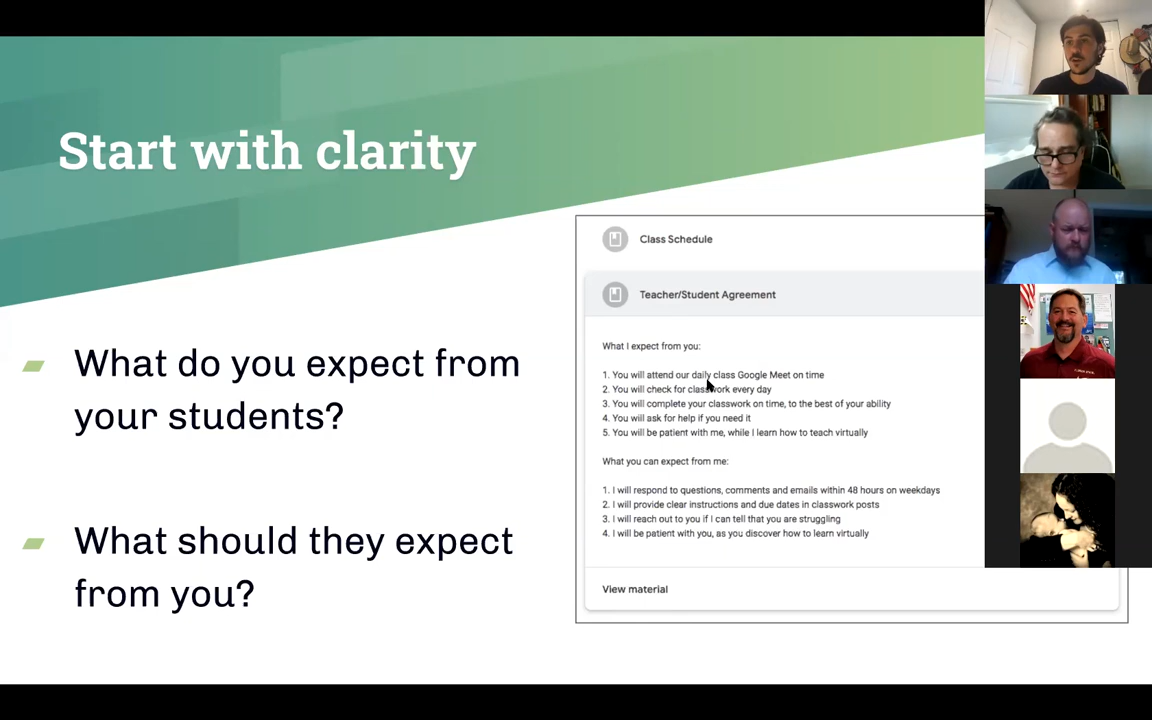 Start with clarity
What do you expect from
your students?
What should they expect
from you?
Class Schedule
Teacher/Student Agreement
What I expect from you:
1. You will attend our daily class Google Meet on time
2. You will check for classwork every day
3. You will complete your classwork on time, to the best of your ability
4. You will ask for help if you need it
5. You will be patient with me, while I learn how to teach virtually
What you can expect from me:
1. I will respond to questions, comments and emails within 48 hours on weekdays
2. I will provide clear instructions and due dates in classwork posts
3. I will reach out to you if I can tell that you are struggling
4. I will be patient with you, as you discover how to learn virtually
View material